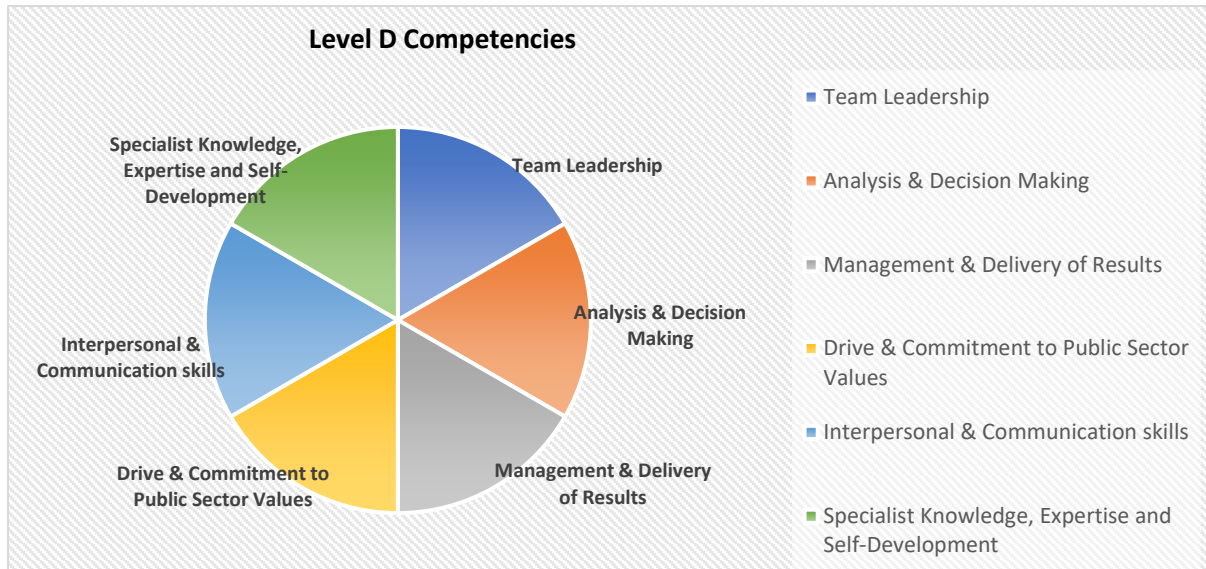 Level D Competencies
Specialist Knowledge,
Expertise and Self-
Development
Team Leadership
Analysis & Decision
Making
Interpersonal &
Communication skills
Management & Delivery
of Results
Drive & Commitment to
Public Sector Values
Team Leadership
Analysis & Decision Making
Management & Delivery of Results
Drive & Commitment to Public Sector
Values
Interpersonal & Communication skills
Specialist Knowledge, Expertise and
Self-Development